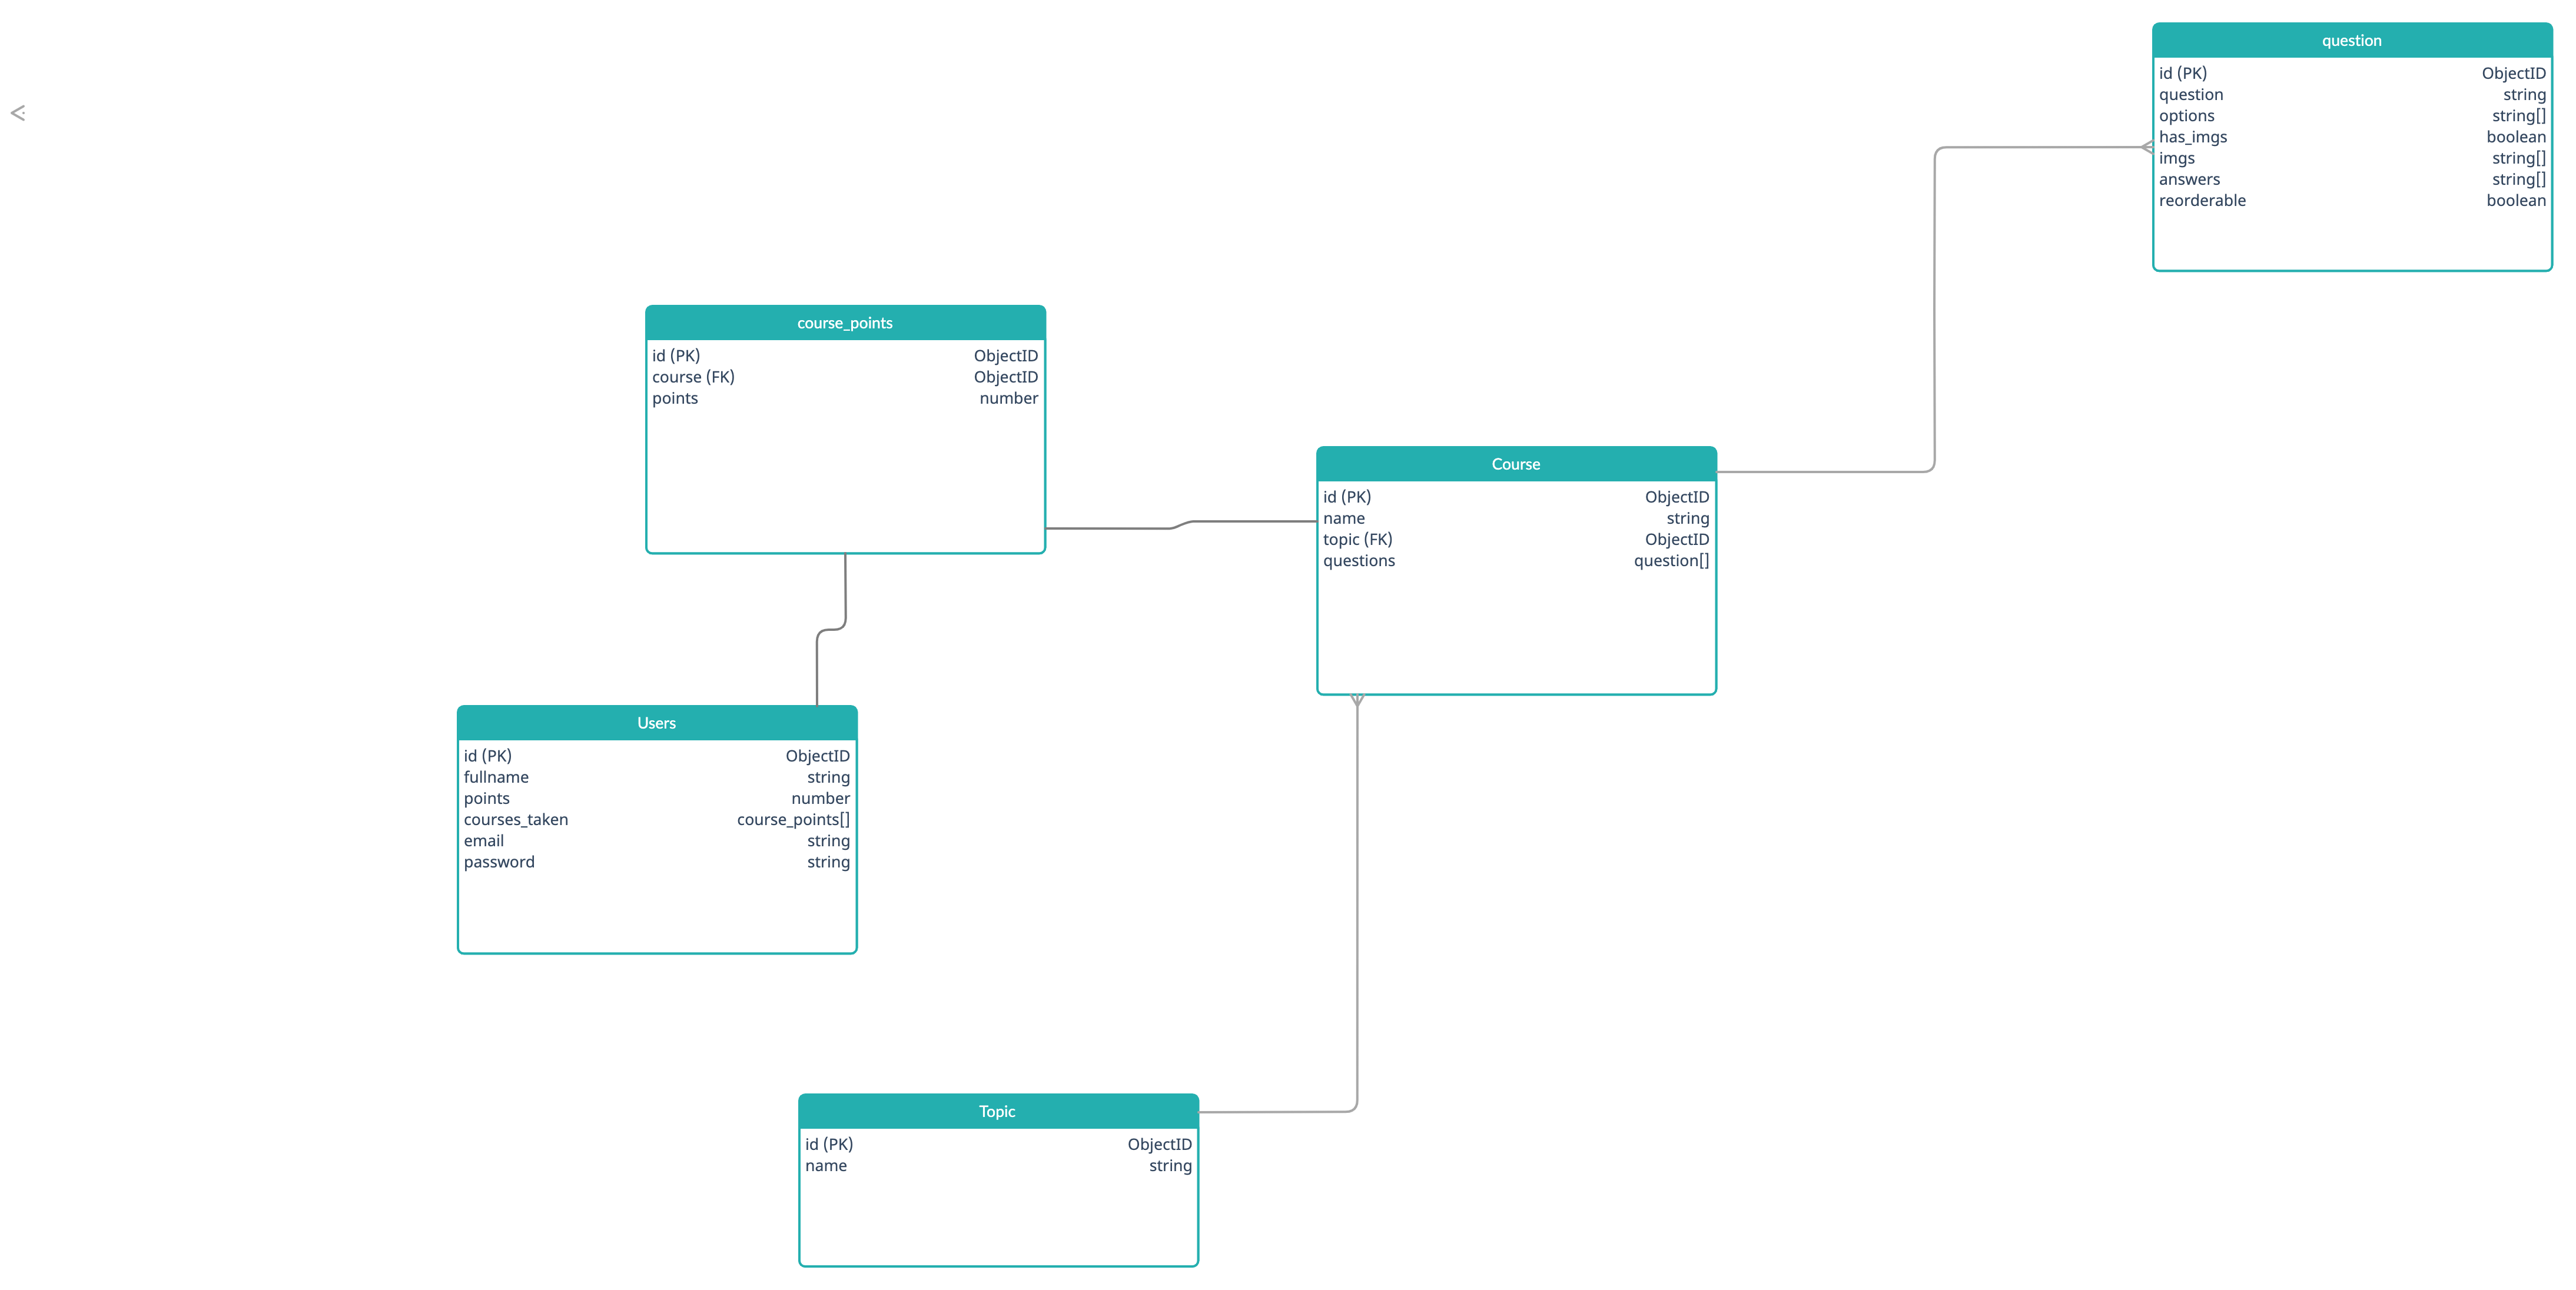 question
id (PK) ObjectID
question string
options string[]
has_imgs boolean
imgs string[]
answers string[]
reorderable boolean
course_points
id (PK) ObjectID
course (FK) ObjectID
points number
Course
id (PK) ObjectID
name string
topic (FK) ObjectID
questions question[]
Users
id (PK) ObjectID
fullname string
points number
courses_taken course_points[]
email string
password string
Topic
id (PK) ObjectID
name string